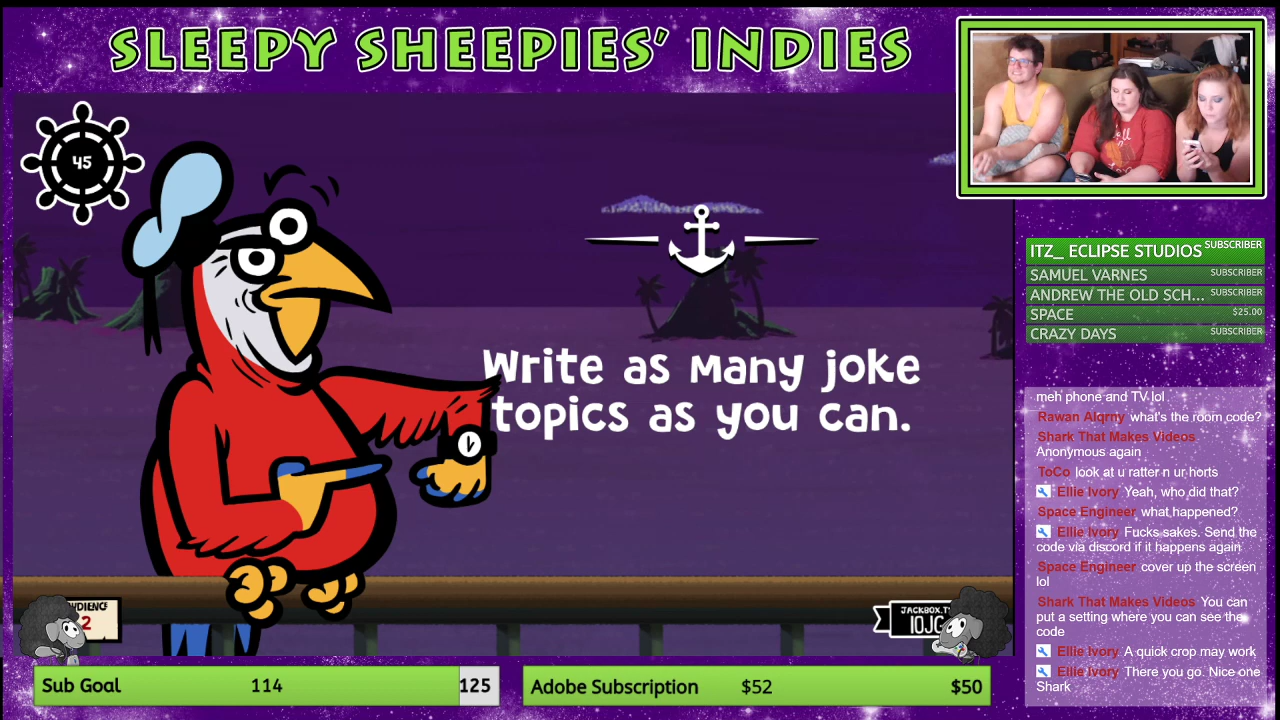 SLEEPY SHEEPIES' INDIES
45
Write as many joke
topics as you can.
2
JACKBOX.T
Sub Goal 114 125
Adobe Subscription $52 $50
ITZ_ ECLIPSE STUDIOS SUBSCRIBER
SAMUEL VARNES SUBSCRIBER
ANDREW THE OLD SCH... SUBSCRIBER
SPACE $25.00
CRAZY DAYS SUBSCRIBER
meh phone and TV lol
Rawan Alqrny what's the room code?
Shark That Makes Videos
Anonymous again
ToCo look at u ratter n ur horts
Ellie Ivory Yeah, who did that?
Space Engineer what happened?
Ellie Ivory Fucks sakes. Send the
code via discord if it happens again
Space Engineer cover up the screen
lol
Shark That Makes Videos You can
put a setting where you can see the
code
Ellie Ivory A quick crop may work
Ellie Ivory There you go. Nice one
Shark